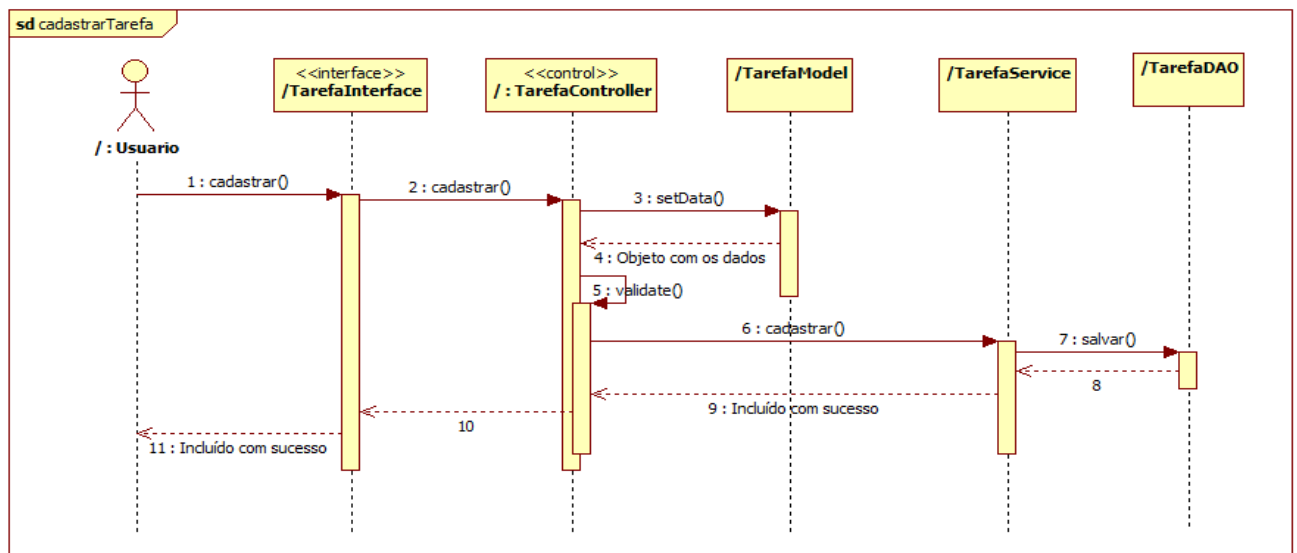 sd cadastrarTarefa
<<interface>>
/TarefaInterface
<<control>>
/ : TarefaController
/TarefaModel
/TarefaService
/TarefaDAO
/ : Usuario
1 : cadastrar()
2 : cadastrar()
3 : setData()
4 : Objeto com os dados
5 : validate()
6 : cadastrar()
7 : salvar()
8
9 : Incluído com sucesso
10
11 : Incluído com sucesso